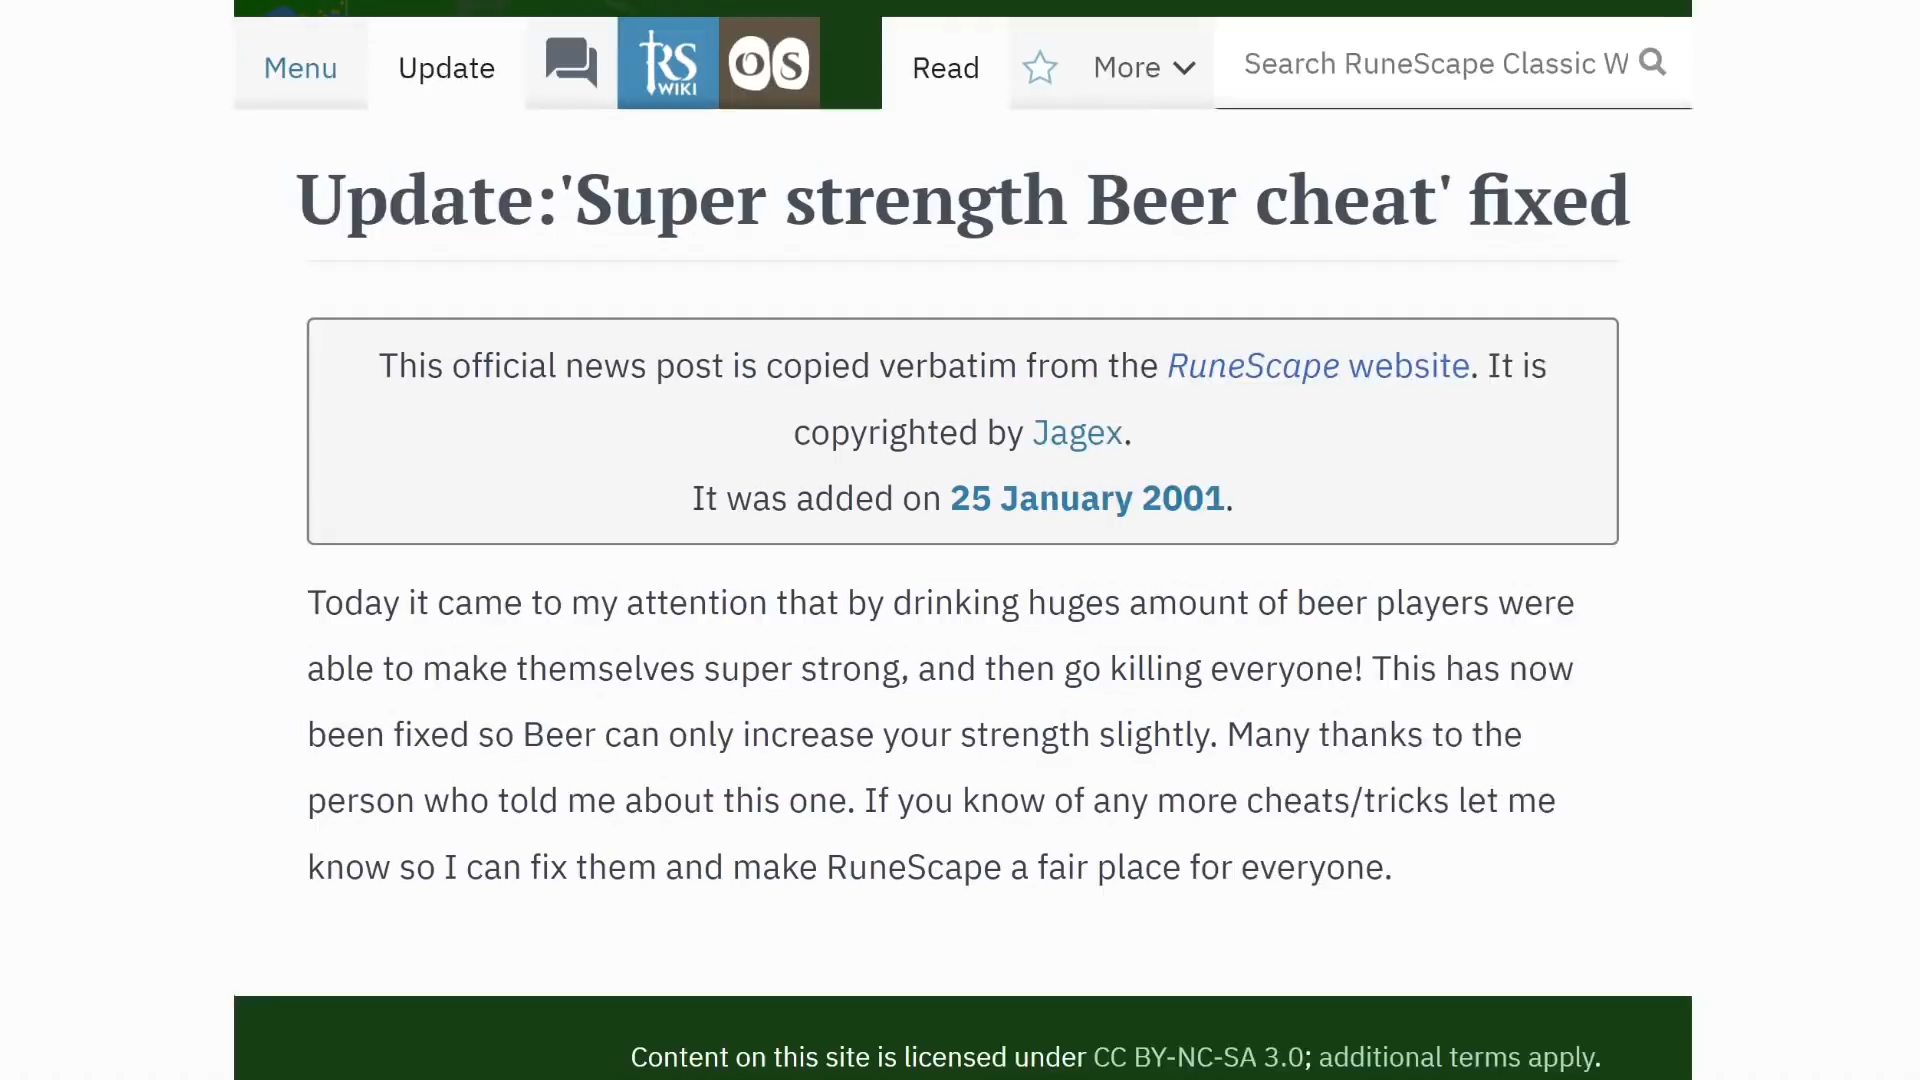 Menu
Update
RS
WIKI
OS
Read
More
Search RuneScape Classic W
Update:'Super strength Beer cheat' fixed
This official news post is copied verbatim from the RuneScape website. It is
copyrighted by Jagex.
It was added on 25 January 2001.
Today it came to my attention that by drinking huges amount of beer players were
able to make themselves super strong, and then go killing everyone! This has now
been fixed so Beer can only increase your strength slightly. Many thanks to the
person who told me about this one. If you know of any more cheats/tricks let me
know so I can fix them and make RuneScape a fair place for everyone.
Content on this site is licensed under CC BY-NC-SA 3.0; additional terms apply.